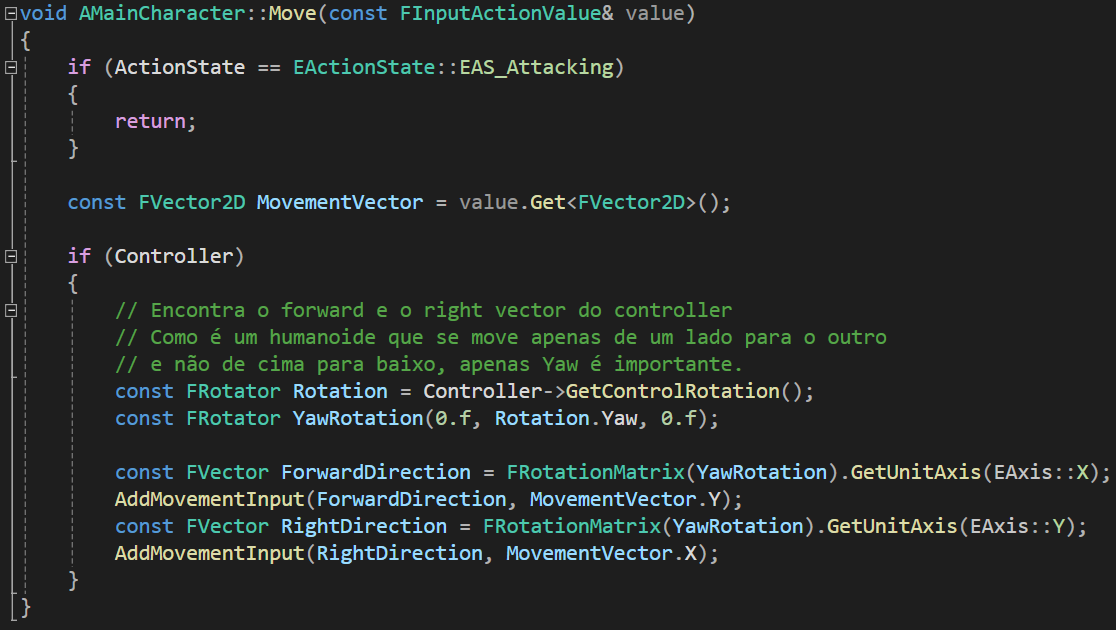 void AMainCharacter::Move(const FInputActionValue& value)
{
    if (ActionState == EActionState::EAS_Attacking)
    {
        return;
    }

    const FVector2D MovementVector = value.Get<FVector2D>();

    if (Controller)
    {
        // Encontra o forward e o right vector do controller
        // Como é um humanoide que se move apenas de um lado para o outro
        // e não de cima para baixo, apenas Yaw é importante.
        const FRotator Rotation = Controller->GetControlRotation();
        const FRotator YawRotation(0.f, Rotation.Yaw, 0.f);

        const FVector ForwardDirection = FRotationMatrix(YawRotation).GetUnitAxis(EAxis::X);
        AddMovementInput(ForwardDirection, MovementVector.Y);
        const FVector RightDirection = FRotationMatrix(YawRotation).GetUnitAxis(EAxis::Y);
        AddMovementInput(RightDirection, MovementVector.X);
    }
}